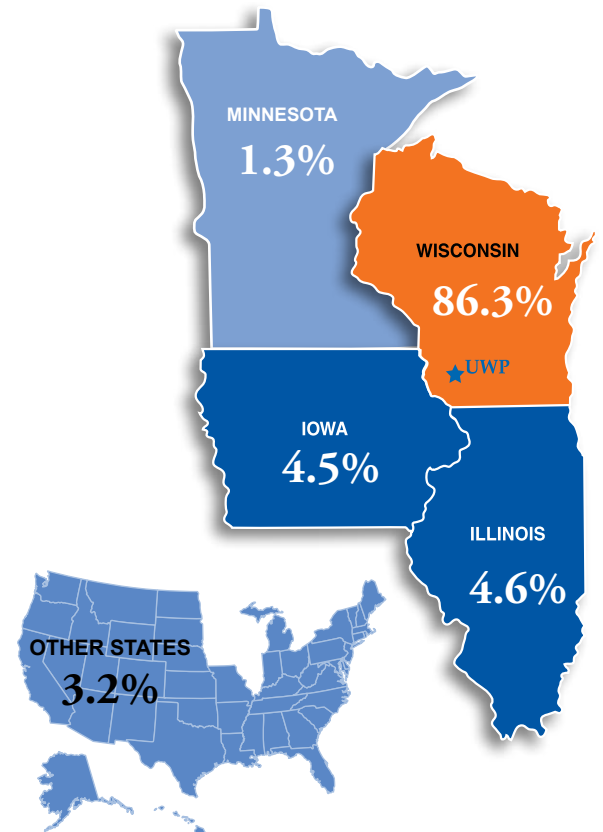 MINNESOTA
1.3%
WISCONSIN
86.3%
UWP
IOWA
4.5%
ILLINOIS
4.6%
OTHER STATES
3.2%